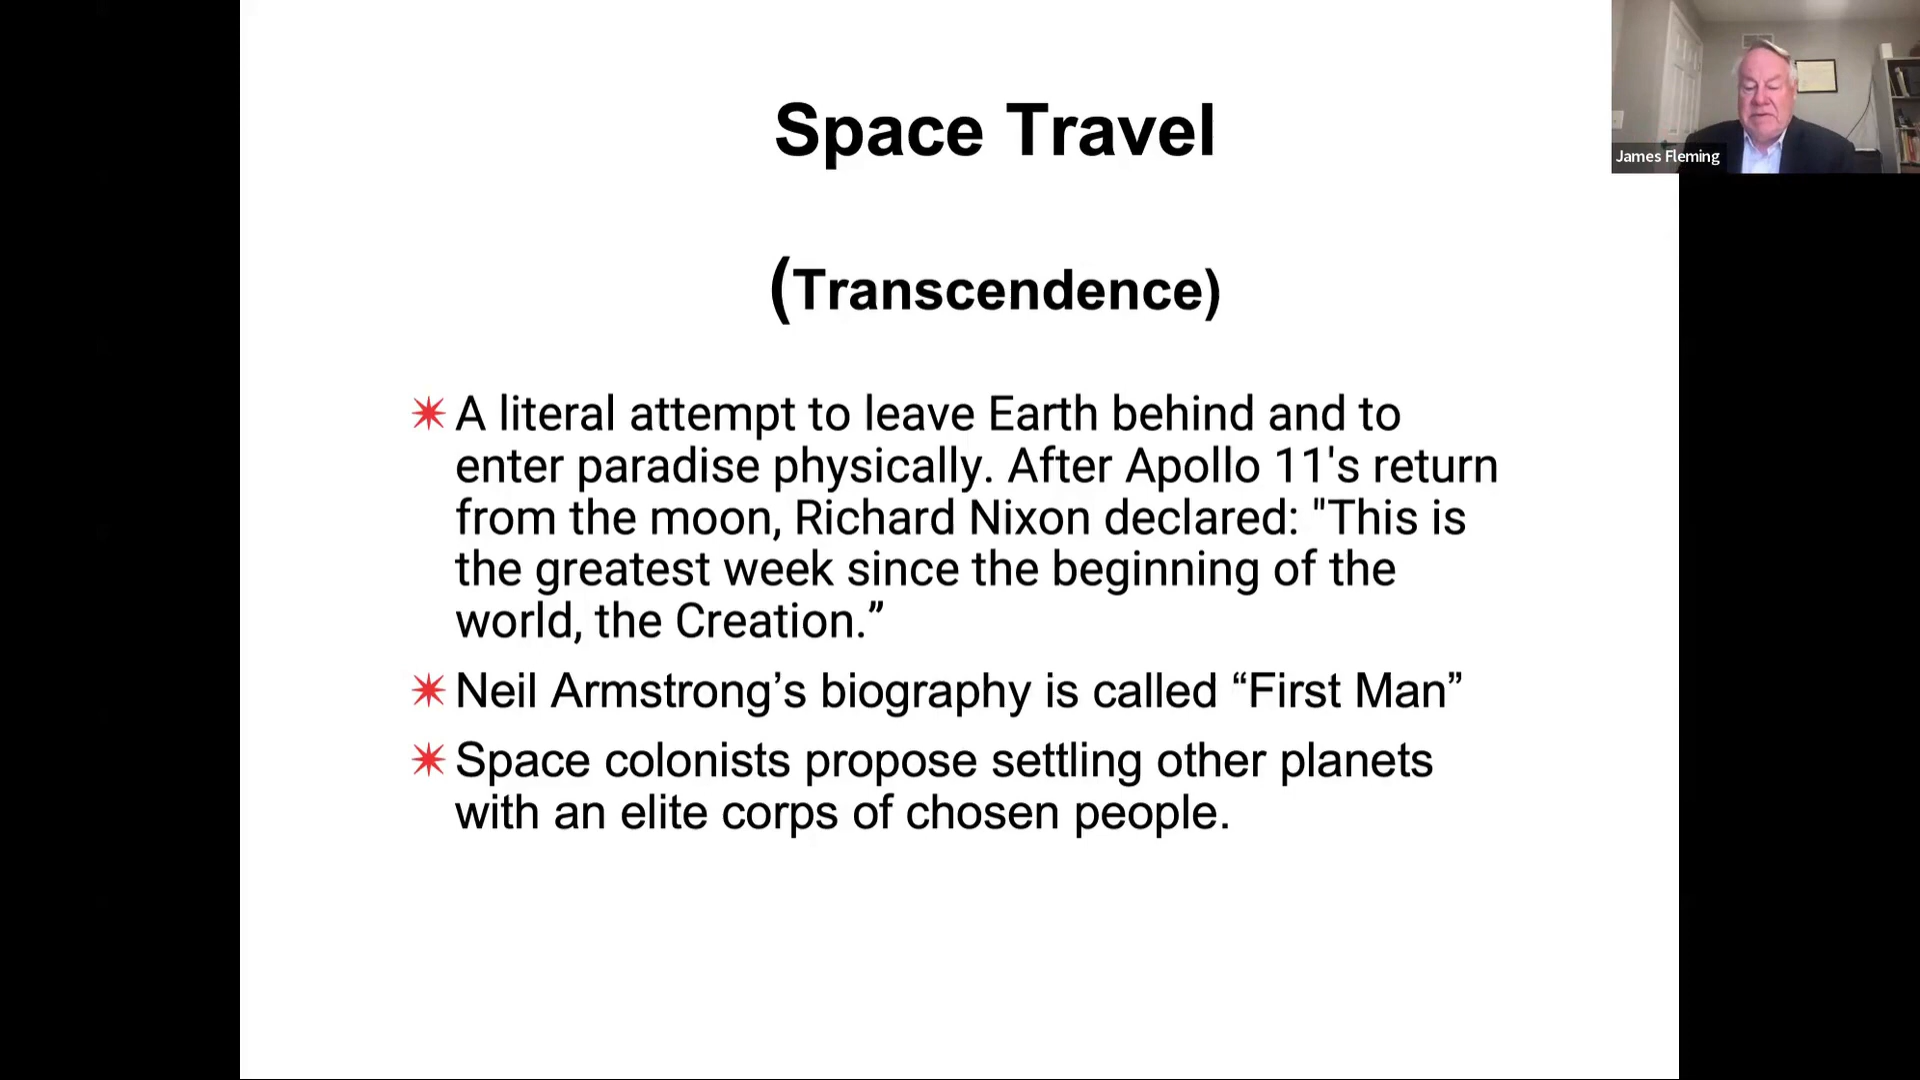 Space Travel
(Transcendence)
A literal attempt to leave Earth behind and to
enter paradise physically. After Apollo 11's return
from the moon, Richard Nixon declared: "This is
the greatest week since the beginning of the
world, the Creation.”
Neil Armstrong’s biography is called “First Man”
Space colonists propose settling other planets
with an elite corps of chosen people.
James Fleming